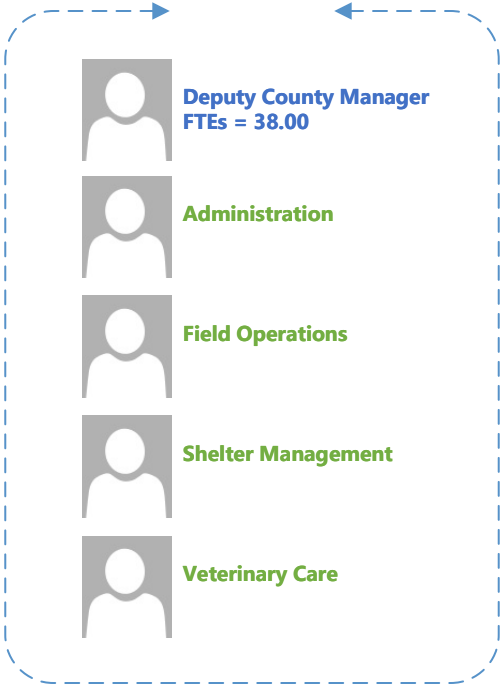 Deputy County Manager
FTEs = 38.00
Administration
Field Operations
Shelter Management
Veterinary Care